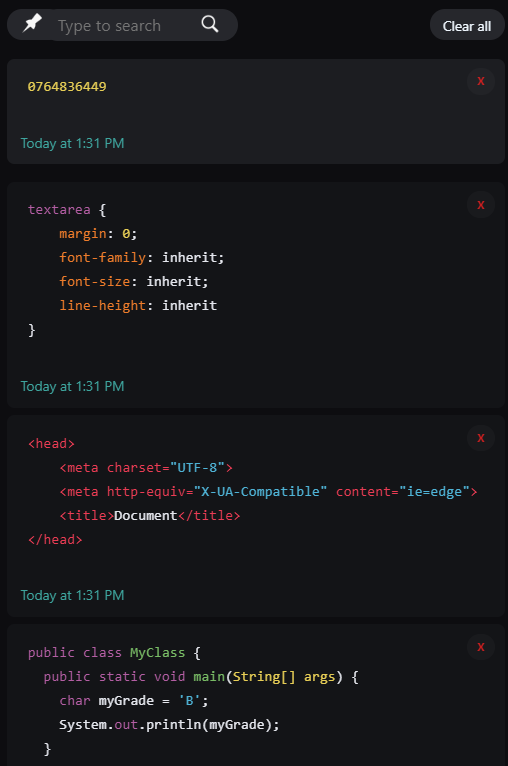 Type to search
Clear all
0764836449
X
Today at 1:31 PM
textarea {
    margin: 0;
    font-family: inherit;
    font-size: inherit;
    line-height: inherit
}
X
Today at 1:31 PM
<head>
    <meta charset="UTF-8">
    <meta http-equiv="X-UA-Compatible" content="ie=edge">
    <title>Document</title>
</head>
X
Today at 1:31 PM
public class MyClass {
  public static void main(String[] args) {
    char myGrade = 'B';
    System.out.println(myGrade);
  }
X